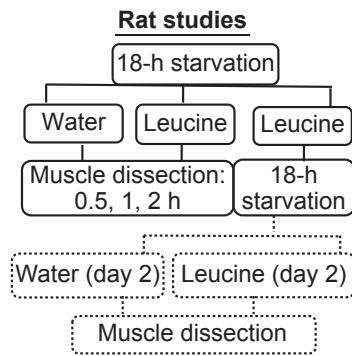 Rat studies
18-h starvation
Water
Leucine
Leucine
Muscle dissection:
0.5, 1, 2 h
18-h
starvation
Water (day 2)
Leucine (day 2)
Muscle dissection